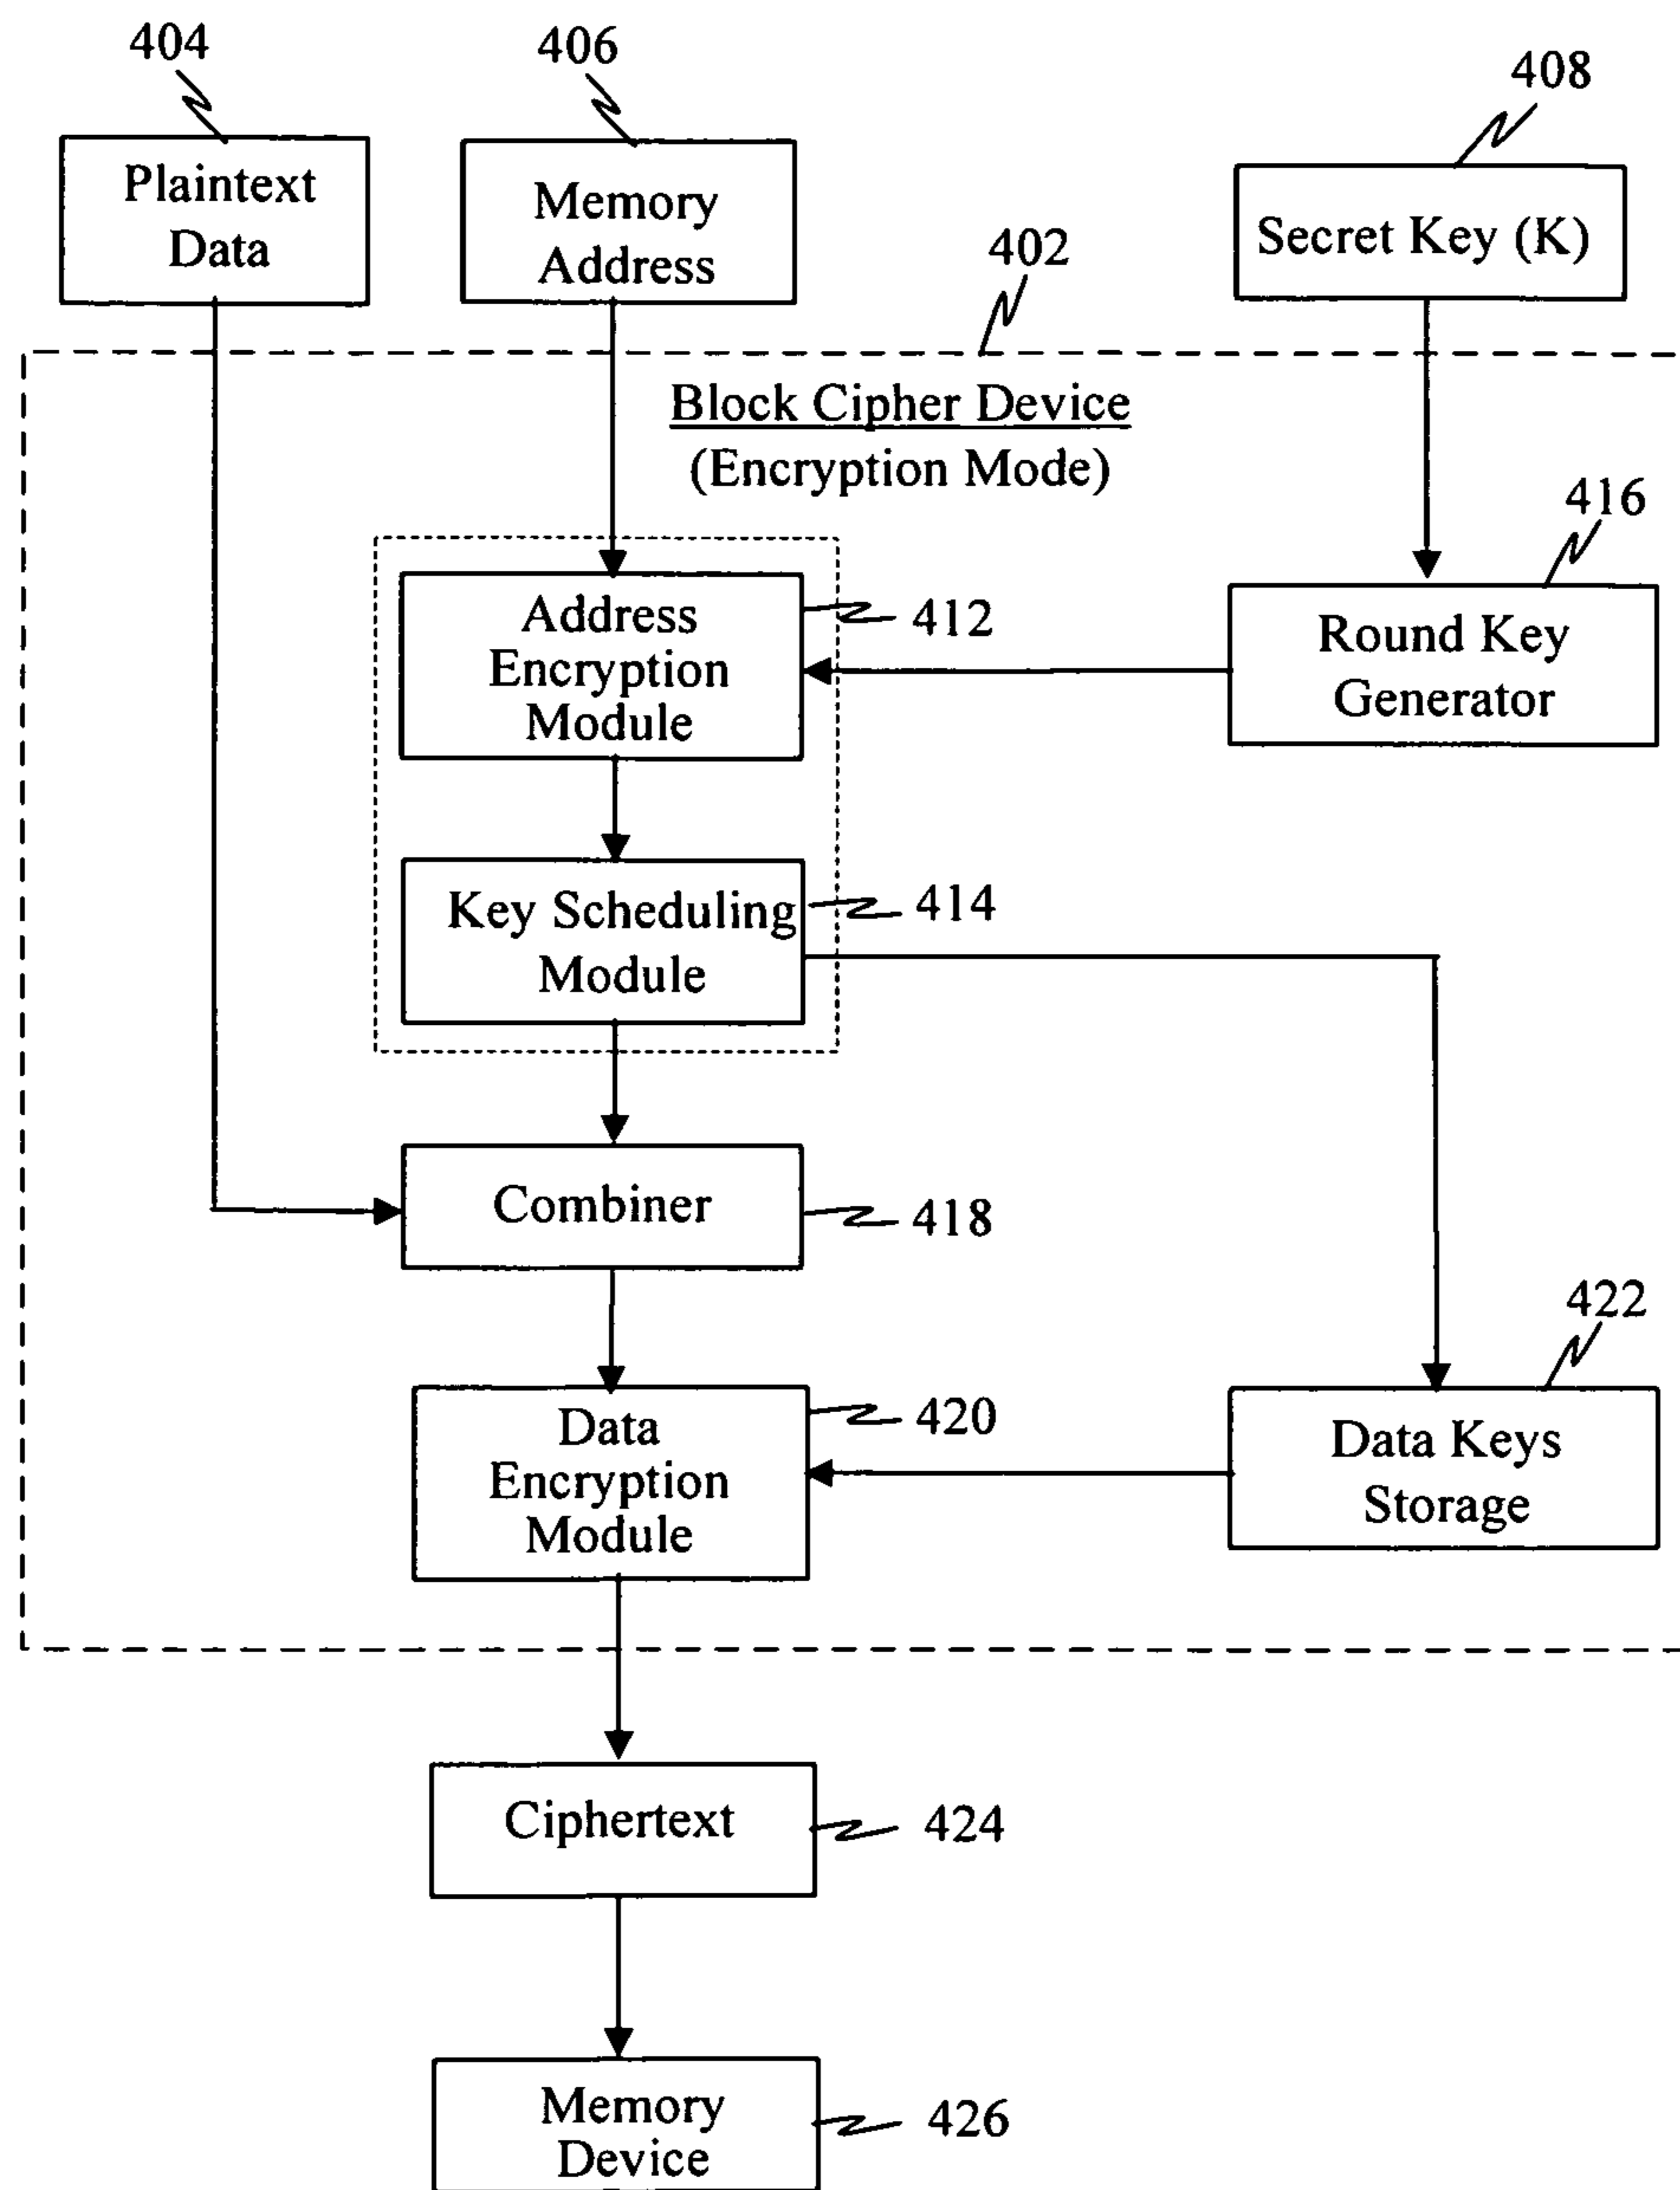 404
406
408
Plaintext
Data
Memory
Address
Secret Key (K)
402
Block Cipher Device
(Encryption Mode)
416
Address
Encryption
Module
412
Round Key
Generator
Key Scheduling
Module
414
Combiner
418
422
Data
Encryption
Module
420
Data Keys
Storage
Ciphertext
424
Memory
Device
426